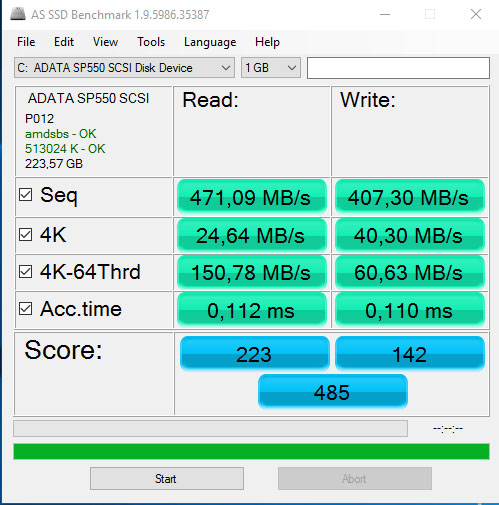 AS SSD Benchmark 1.9.5986.35387
File Edit View Tools Language Help
C: ADATA SP550 SCSI Disk Device 1 GB
ADATA SP550 SCSI Read: Write:
P012
amdsbs - OK
513024 K - OK
223,57 GB
Seq 471,09 MB/s 407,30 MB/s
4K 24,64 MB/s 40,30 MB/s
4K-64Thrd 150,78 MB/s 60,63 MB/s
Acc.time 0,112 ms 0,110 ms
Score: 223 142
485
--:--:--
Start Abort